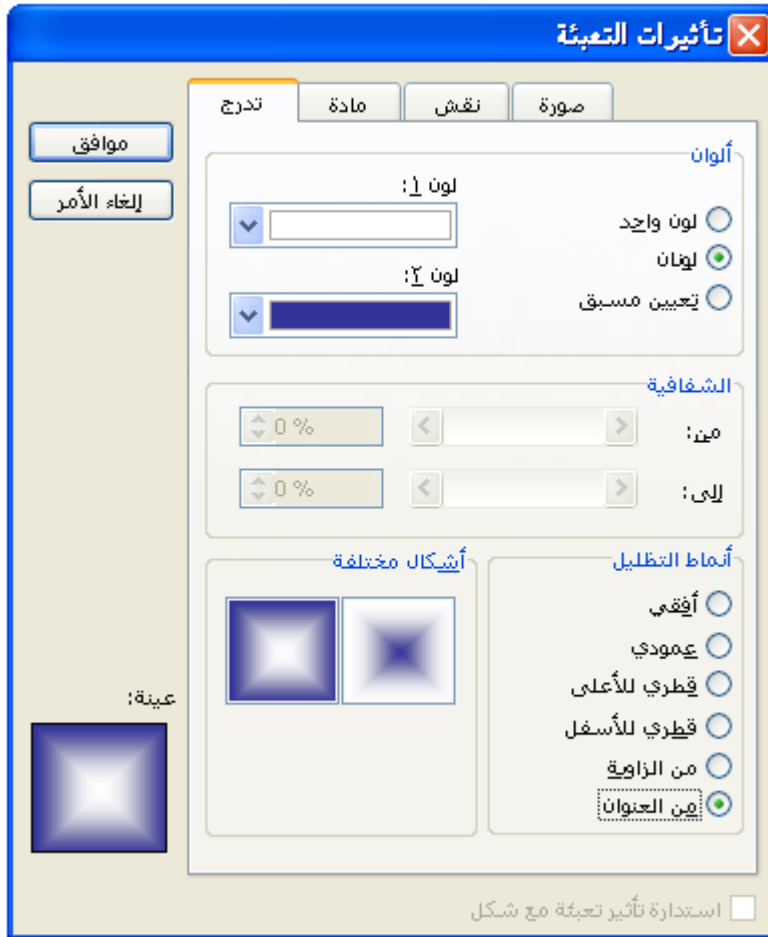 تأثيرات التعبئة
صورة
نقش
مادة
تدرج
موافق
إلغاء الأمر
ألوان
لون واحد
لونان
تعيين مسبق
لون ١:
لون ٢:
الشفافية
من:
0 %
إلى:
0 %
أنماط التظليل
أفقي
عمودي
قطري للأعلى
قطري للأسفل
من الزاوية
من العنوان
أشكال مختلفة
عينة:
استدارة تأثير تعبئة مع شكل